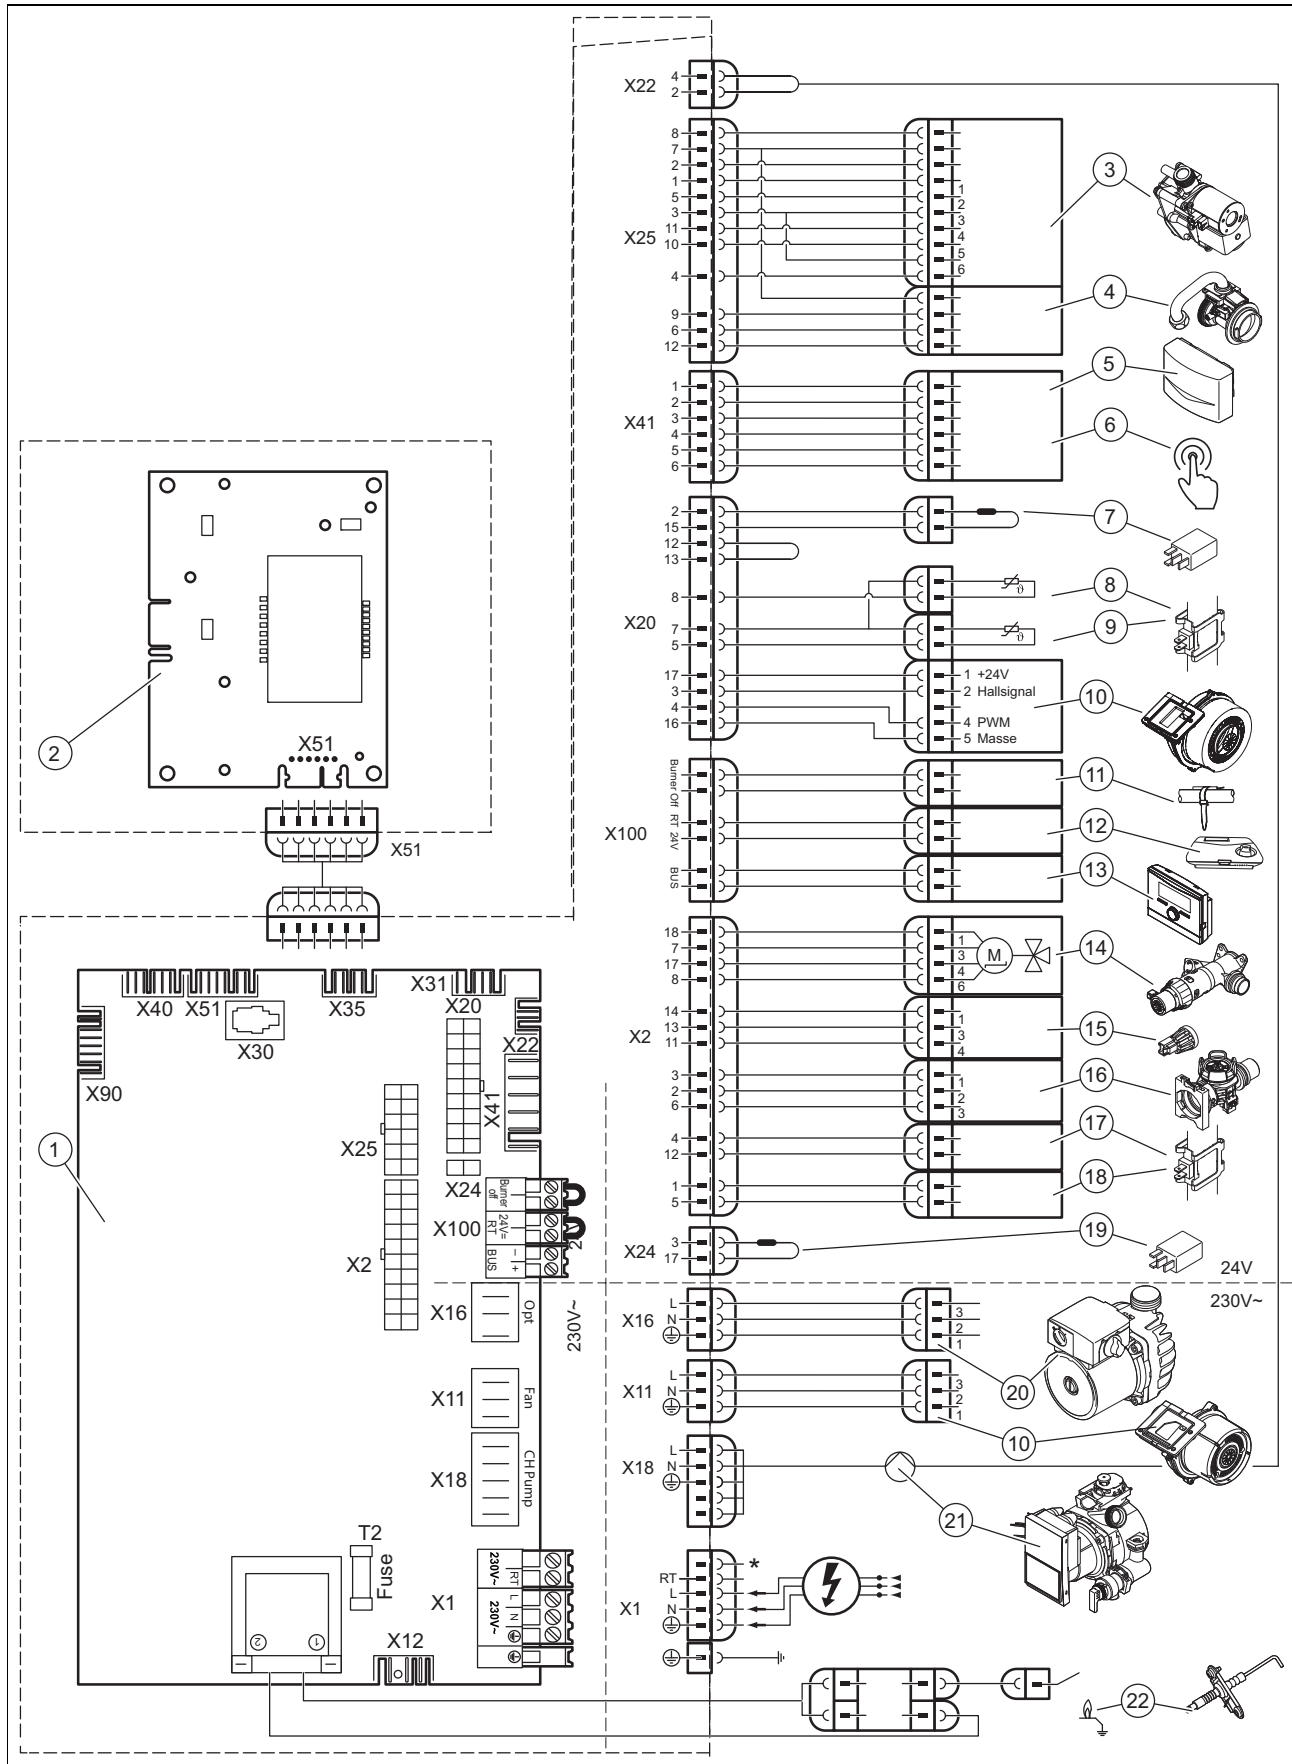 X22
4
2
X25
8
7
2
1
5
3
11
10
4
9
6
12
1
2
3
4
5
6
3
4
X41
1
2
3
4
5
6
5
6
X20
2
15
12
13
8
7
5
17
3
4
16
ϑ
ϑ
1 +24V
2 Hallsignal
4 PWM
5 Masse
7
8
9
10
X100
Burner Off
RT 24V
BUS
11
12
13
X2
18
7
17
8
14
13
11
3
2
6
4
12
1
5
1
3
4
6
M
1
3
4
1
2
3
14
15
16
17
18
X24
3
17
19
24V
230V~
X16
L
N
3
2
1
20
X11
L
N
3
2
1
10
X18
L
N
21
X1
*
RT
L
N
22
2
X51
X51
1
X40
X51
X35
X31
X20
X30
X22
X90
X41
X25
X24
Burner off
X100
24V= RT
2
BUS
– +
X2
X16
Opt
230V~
X11
Fan
X18
CH Pump
T2
Fuse
X1
230V~
RT
230V~
L
N
X12
2
1